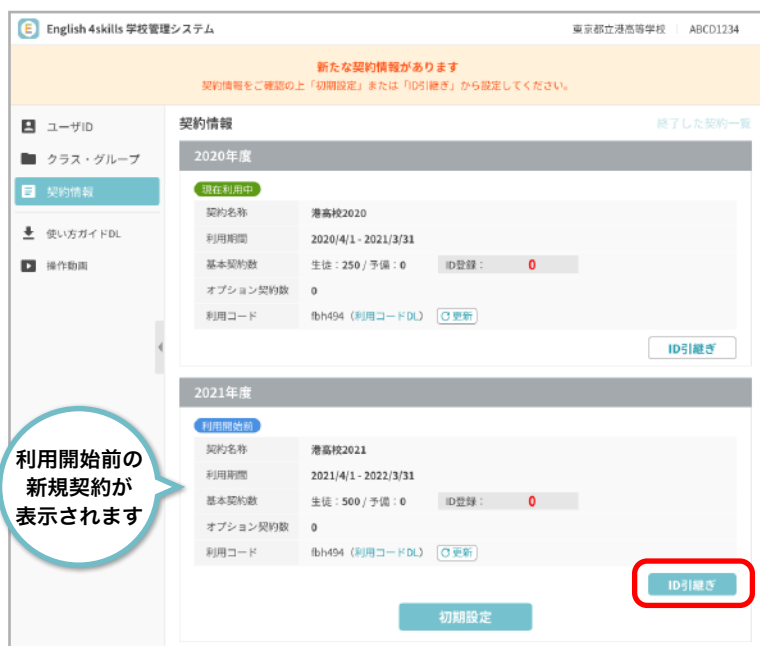 E English 4skills 学校管理システム
東京都立港高等学校 ABCD1234
新たな契約情報があります
契約情報をご確認の上「初期設定」または「ID引継ぎ」から設定してください。
ユーザID
クラス・グループ
契約情報
使い方ガイドDL
操作動画
契約情報
終了した契約一覧
2020年度
現在利用中
契約名称 港高校2020
利用期間 2020/4/1 - 2021/3/31
基本契約数 生徒：250 / 予備：0 ID登録： 0
オプション契約数 0
利用コード fbh494（利用コードDL） 更新
ID引継ぎ
2021年度
利用開始前
契約名称 港高校2021
利用期間 2021/4/1 - 2022/3/31
基本契約数 生徒：500 / 予備：0 ID登録： 0
オプション契約数 0
利用コード fbh494（利用コードDL） 更新
ID引継ぎ
初期設定
利用開始前の
新規契約が
表示されます